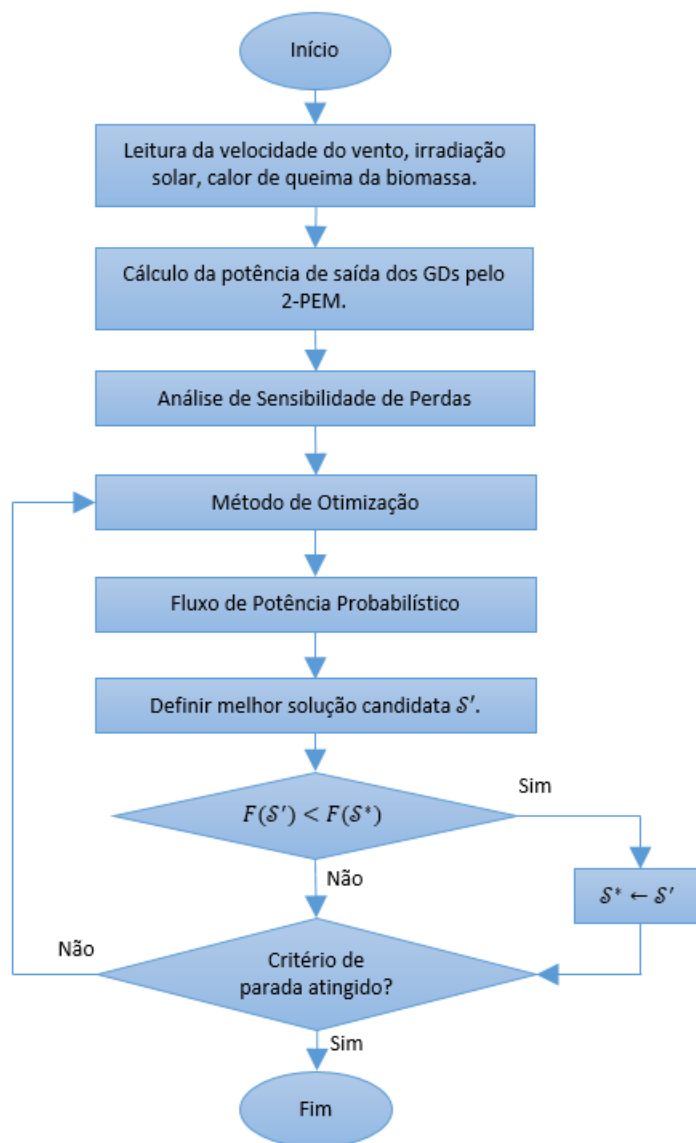 Início
Leitura da velocidade do vento, irradiação
solar, calor de queima da biomassa.
Cálculo da potência de saída dos GDs pelo
2-PEM.
Análise de Sensibilidade de Perdas
Método de Otimização
Fluxo de Potência Probabilístico
Definir melhor solução candidata 𝒮′.
Sim
F(𝒮′) < F(𝒮*)
Não
𝒮* ← 𝒮′
Não
Critério de
parada atingido?
Sim
Fim